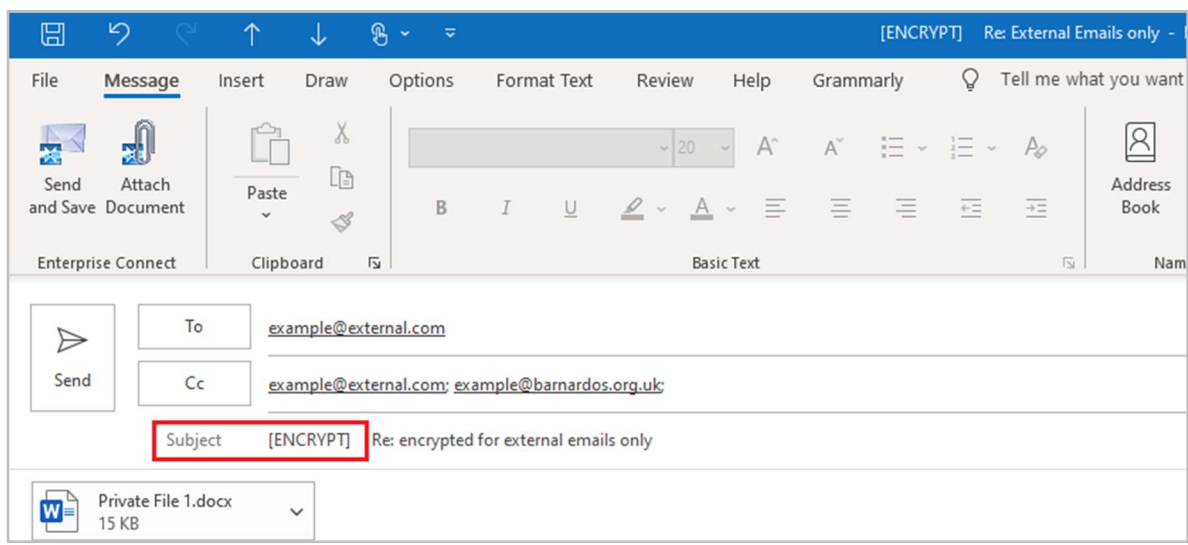 [ENCRYPT] Re: External Emails only -
File Message Insert Draw Options Format Text Review Help Grammarly Tell me what you want
20
Send and Save
Attach Document
Paste
B I U A
Address Book
Enterprise Connect Clipboard Basic Text Nam
To example@external.com
Send
Cc example@external.com; example@barnardos.org.uk;
Subject [ENCRYPT] Re: encrypted for external emails only
Private File 1.docx
15 KB